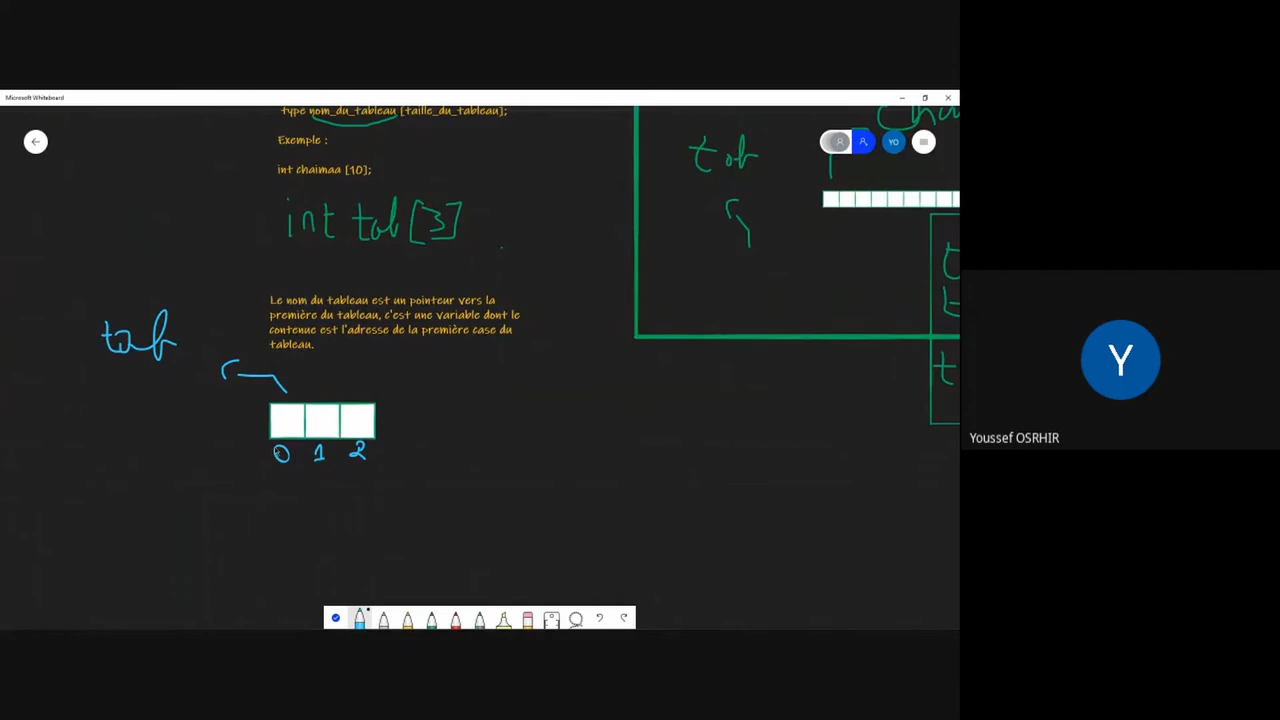 Microsoft Whiteboard
type nom_du_tableau [taille_du_tableau];
Exemple :
int chaimaa [10];
int tab[3]
Le nom du tableau est un pointeur vers la
première du tableau, c'est une variable dont le
contenue est l'adresse de la première case du
tableau.
tab
0 1 2
tab
YO
Y
Youssef OSRHIR